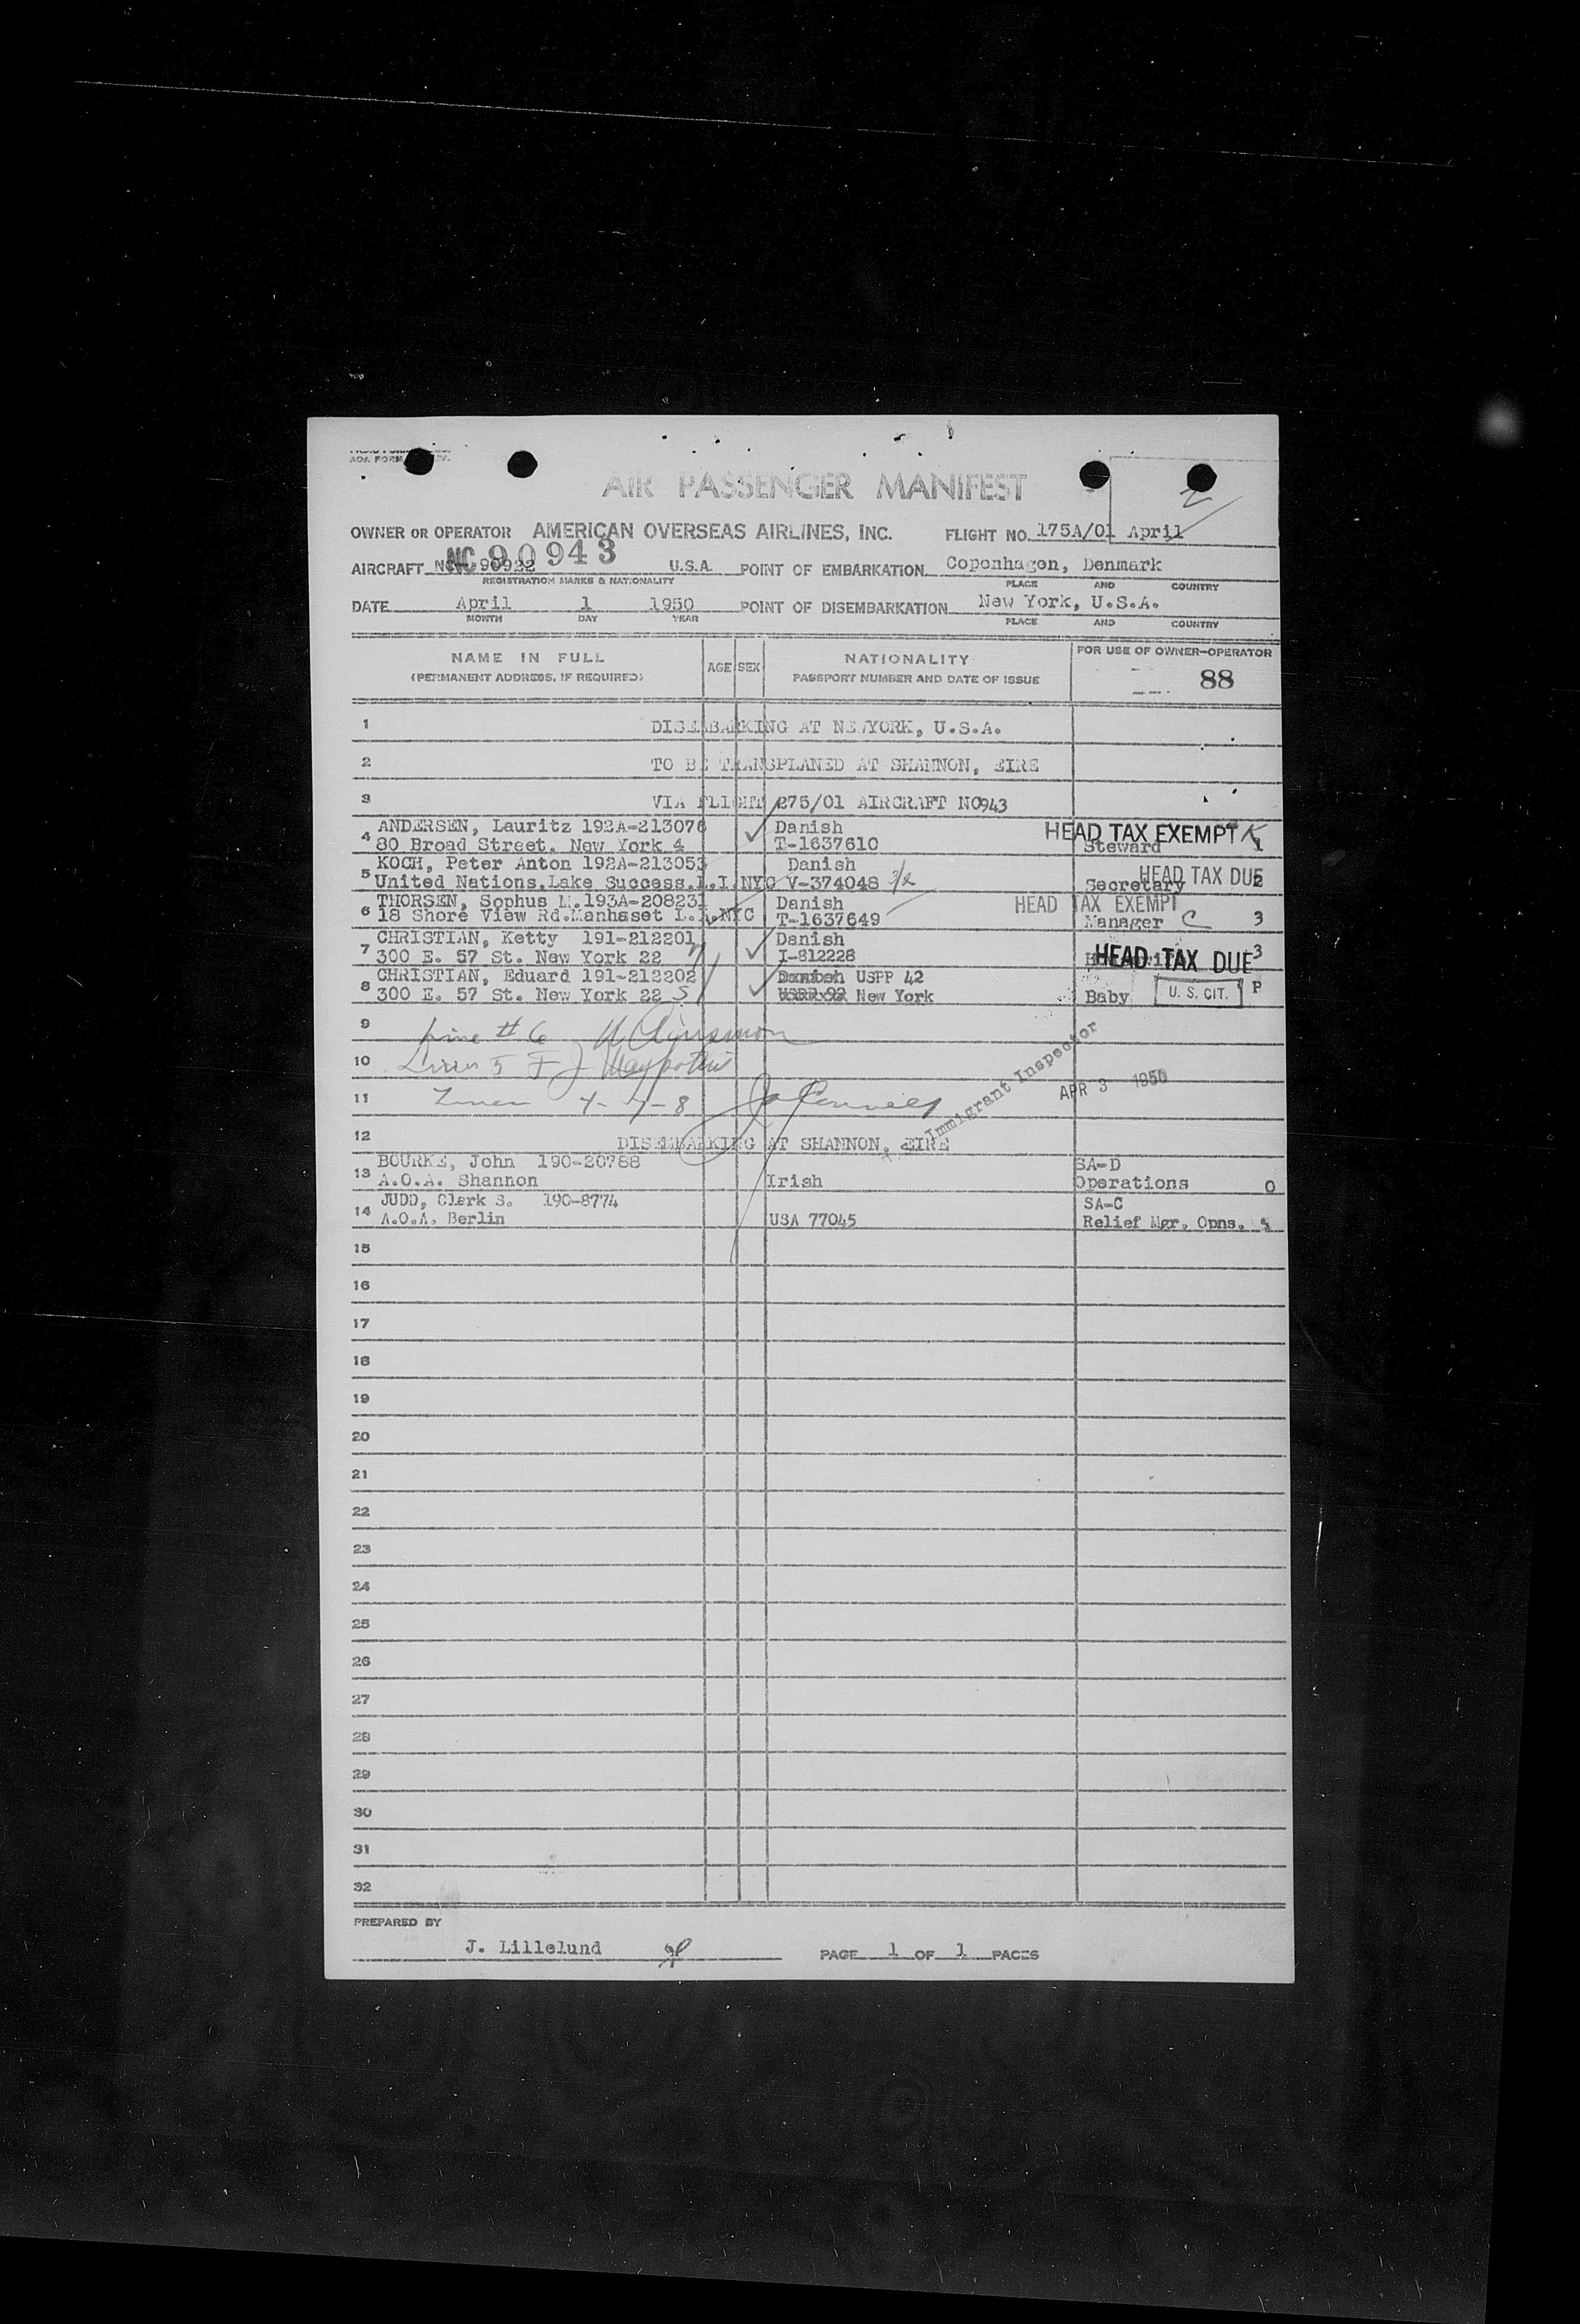 AOA FORM
2
AIR PASSENGER MANIFEST
OWNER OR OPERATOR AMERICAN OVERSEAS AIRLINES, INC. FLIGHT NO. 175A/01 April
NC 90943
AIRCRAFT 90922 U.S.A. POINT OF EMBARKATION Copenhagen, Denmark
REGISTRATION MARKS & NATIONALITY PLACE AND COUNTRY
DATE April 1 1950 POINT OF DISEMBARKATION New York, U.S.A.
MONTH DAY YEAR PLACE AND COUNTRY
NAME IN FULL AGE SEX NATIONALITY FOR USE OF OWNER-OPERATOR
(PERMANENT ADDRESS, IF REQUIRED) PASSPORT NUMBER AND DATE OF ISSUE 88
1 DISEMBARKING AT NEWYORK, U.S.A.
2 TO BE TRANSPLANED AT SHANNON, EIRE
3 VIA FLIGHT 275/01 AIRCRAFT NC943
ANDERSEN, Lauritz 192A-213076 Danish HEAD TAX EXEMPT K
4 80 Broad Street, New York 4 T-1637610 Steward 1
KOCH, Peter Anton 192A-213053 Danish HEAD TAX DUE
5 United Nations, Lake Success, L.I. NYC V-374048 3/2 Secretary 2
THORSEN, Sophus M. 193A-208231 Danish HEAD TAX EXEMPT
6 18 Shore View Rd. Manhaset L.I. NYC T-1637649 Manager C 3
CHRISTIAN, Ketty 191-212201 Danish
7 300 E. 57 St. New York 22 I-812228 HEAD TAX DUE 3
CHRISTIAN, Eduard 191-212202 Danish USPP 42
8 300 E. 57 St. New York 22 S New York Baby U. S. CIT. P
9 Line # 6
10 5 F J
11 4-7-8
Immigrant Inspector
APR 3 1950
12 DISEMBARKING AT SHANNON, EIRE
BOURKE, John 190-20788 SA-D
13 A.O.A. Shannon Irish Operations 0
JUDD, Clark S. 190-8774 SA-C
14 A.O.A. Berlin USA 77045 Relief Mgr. Opns. 5
15
16
17
18
19
20
21
22
23
24
25
26
27
28
29
30
31
32
PREPARED BY
J. Lillelund PAGE 1 OF 1 PAGES